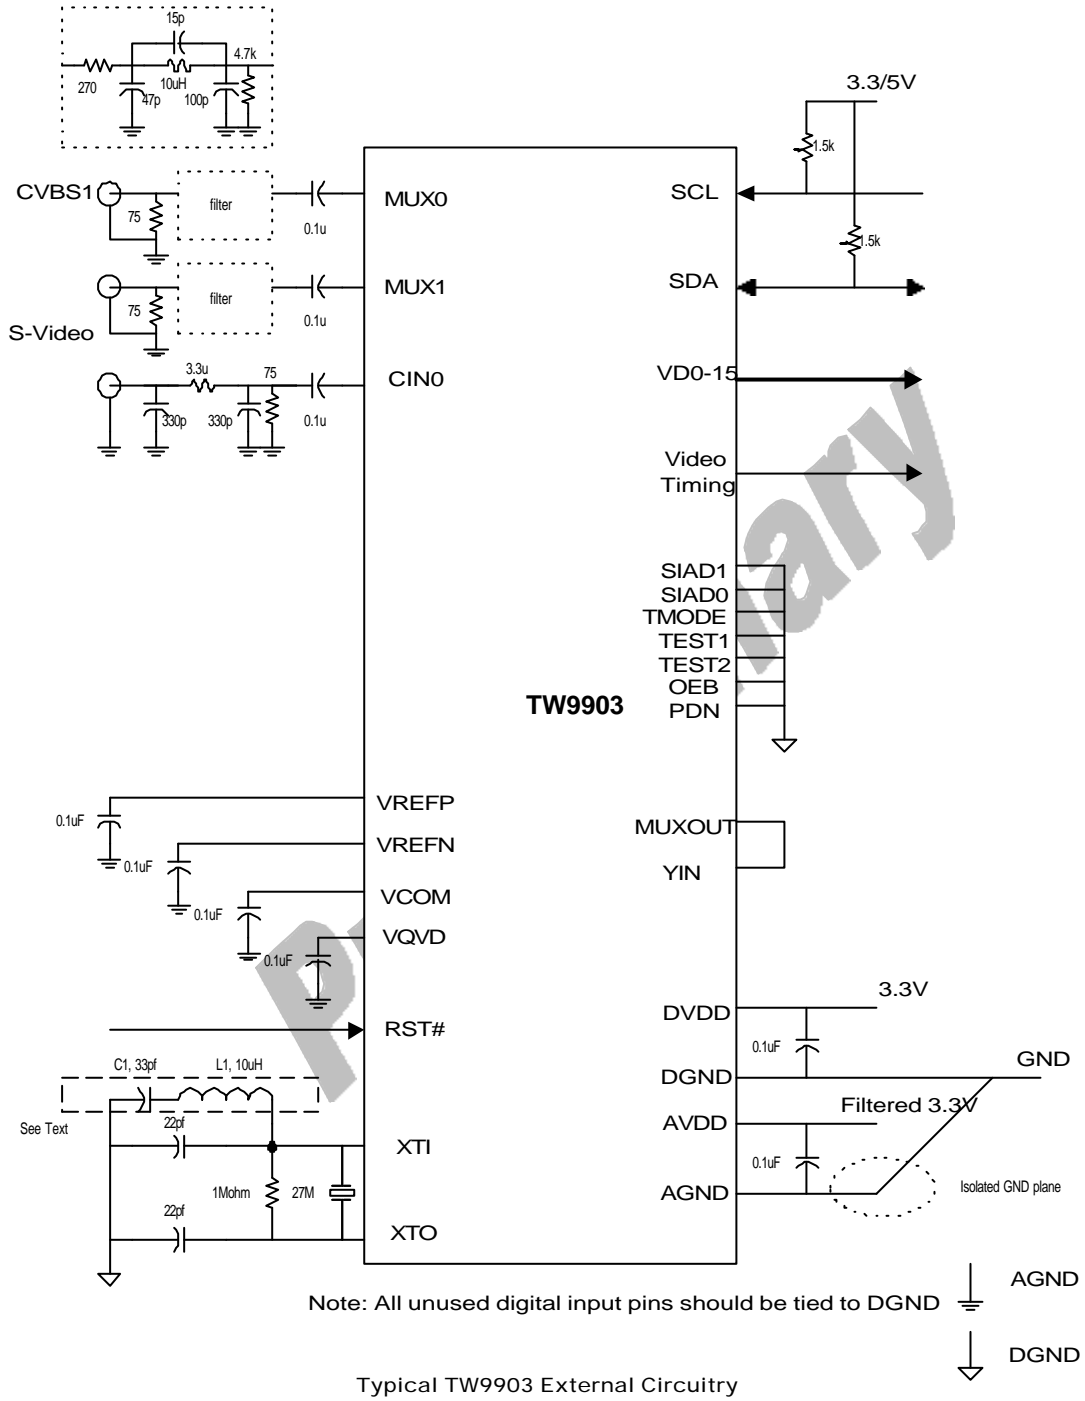 15p
4.7k
270
10uH
47p
100p
3.3/5V
1.5k
CVBS1
MUX0
SCL
75
filter
0.1u
1.5k
MUX1
SDA
75
filter
0.1u
S-Video
3.3u
75
CIN0
VD0-15
330p
330p
0.1u
Video
Timing
SIAD1
SIAD0
TMODE
TEST1
TEST2
OEB
PDN
TW9903
VREFP
0.1uF
MUXOUT
VREFN
0.1uF
YIN
VCOM
0.1uF
VQVD
0.1uF
3.3V
DVDD
RST#
0.1uF
GND
C1, 33pf
L1, 10uH
DGND
Filtered 3.3V
See Text
22pf
AVDD
XTI
0.1uF
1Mohm
27M
AGND
Isolated GND plane
22pf
XTO
AGND
Note: All unused digital input pins should be tied to DGND
DGND
Typical TW9903 External Circuitry